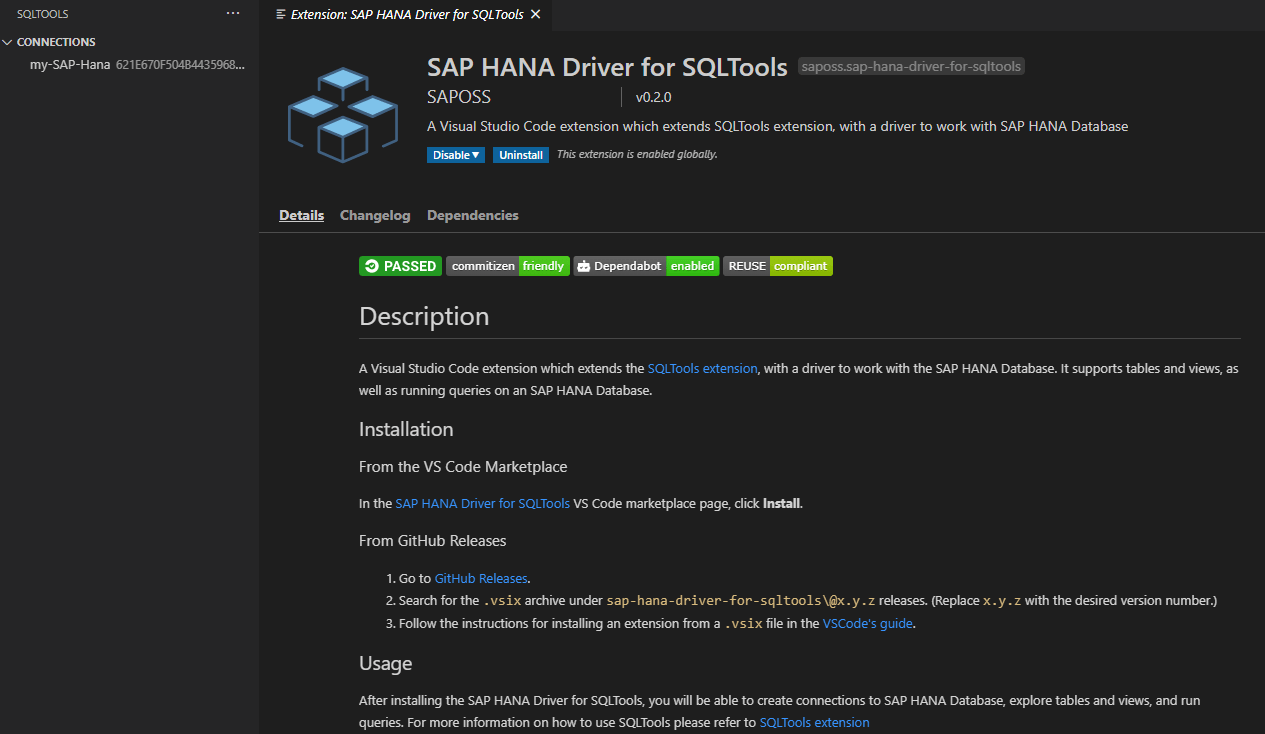 SQLTOOLS
···
CONNECTIONS
my-SAP-Hana 621E670F504B4435968...
Extension: SAP HANA Driver for SQLTools
SAP HANA Driver for SQLTools saposs.sap-hana-driver-for-sqltools
SAPOSS v0.2.0
A Visual Studio Code extension which extends SQLTools extension, with a driver to work with SAP HANA Database
Disable Uninstall This extension is enabled globally.
Details Changelog Dependencies
PASSED commitizen friendly Dependabot enabled REUSE compliant
Description
A Visual Studio Code extension which extends the SQLTools extension, with a driver to work with the SAP HANA Database. It supports tables and views, as
well as running queries on an SAP HANA Database.
Installation
From the VS Code Marketplace
In the SAP HANA Driver for SQLTools VS Code marketplace page, click Install.
From GitHub Releases
1. Go to GitHub Releases.
2. Search for the .vsix archive under sap-hana-driver-for-sqltools\@x.y.z releases. (Replace x.y.z with the desired version number.)
3. Follow the instructions for installing an extension from a .vsix file in the VSCode's guide.
Usage
After installing the SAP HANA Driver for SQLTools, you will be able to create connections to SAP HANA Database, explore tables and views, and run
queries. For more information on how to use SQLTools please refer to SQLTools extension